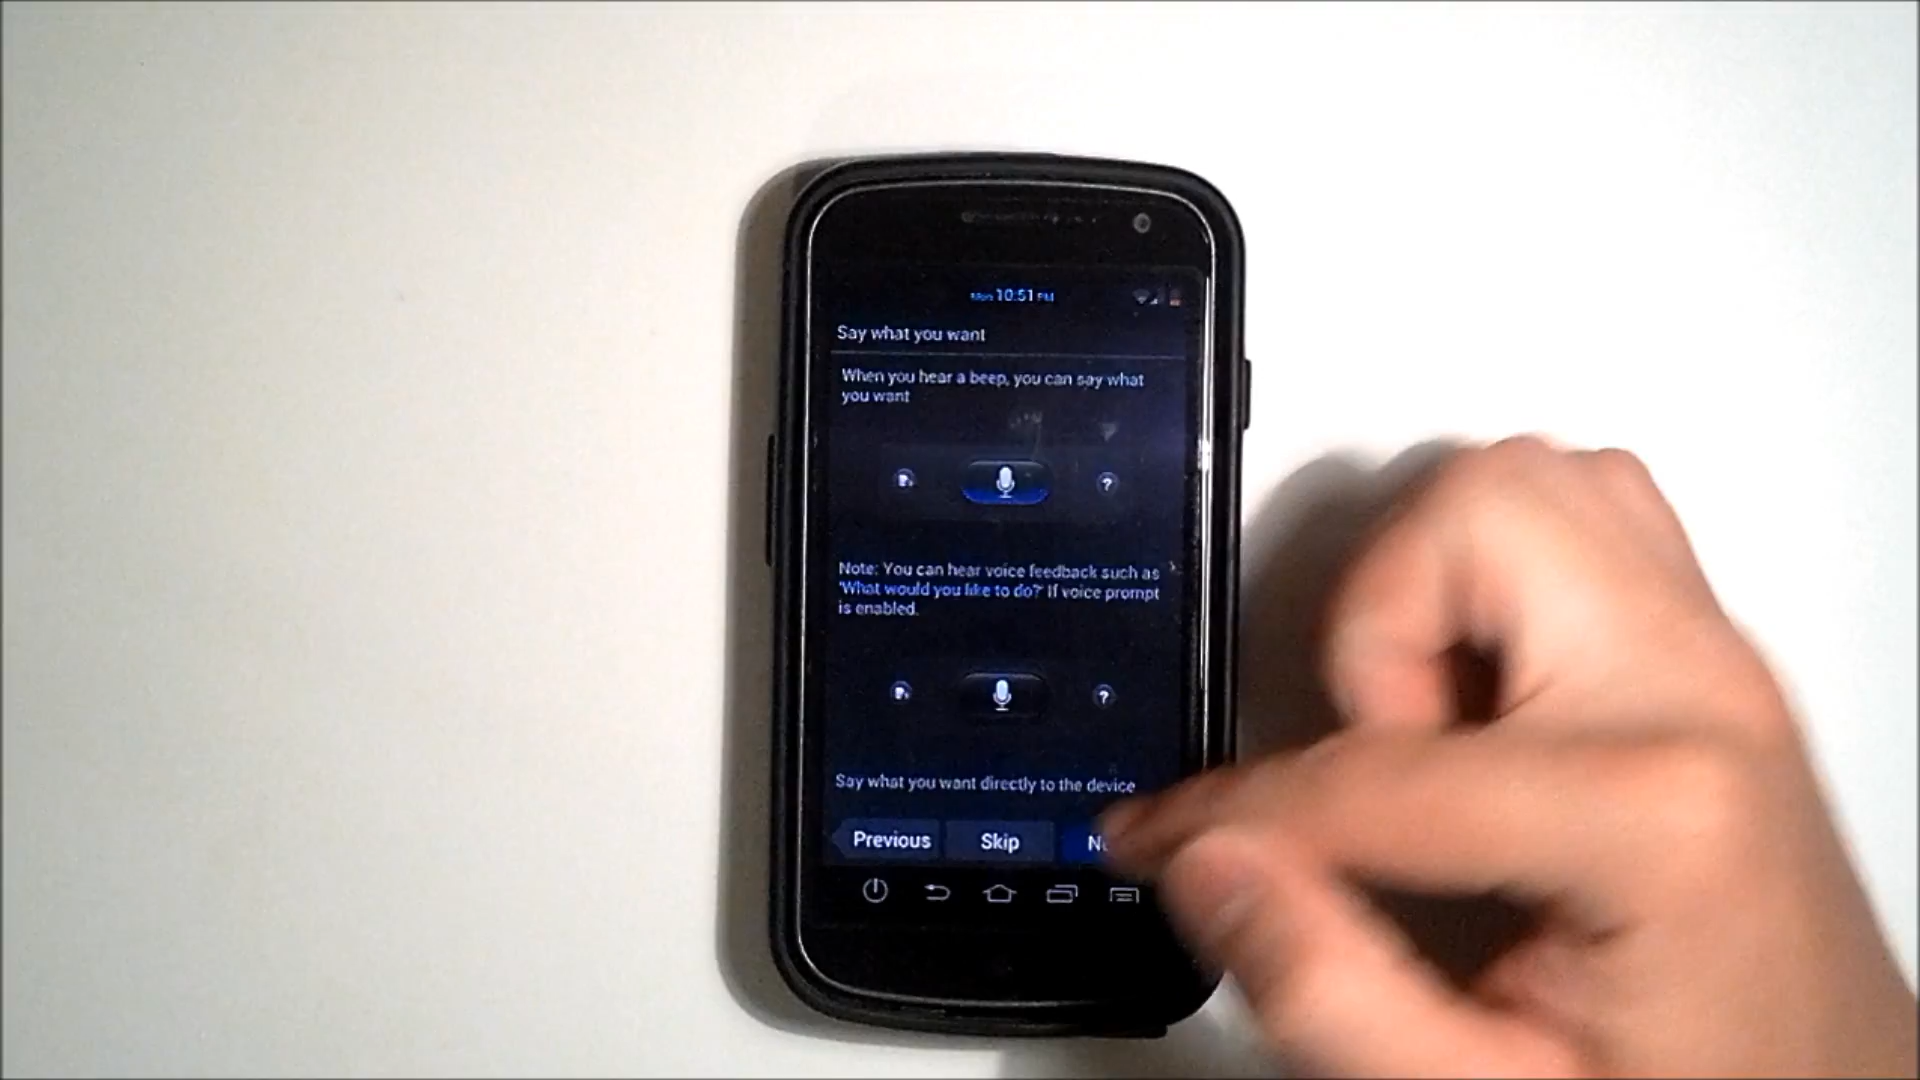 Mon 10:51 PM
Say what you want
When you hear a beep, you can say what
you want
?
Note: You can hear voice feedback such as
'What would you like to do?' If voice prompt
is enabled.
?
Say what you want directly to the device
Previous Skip